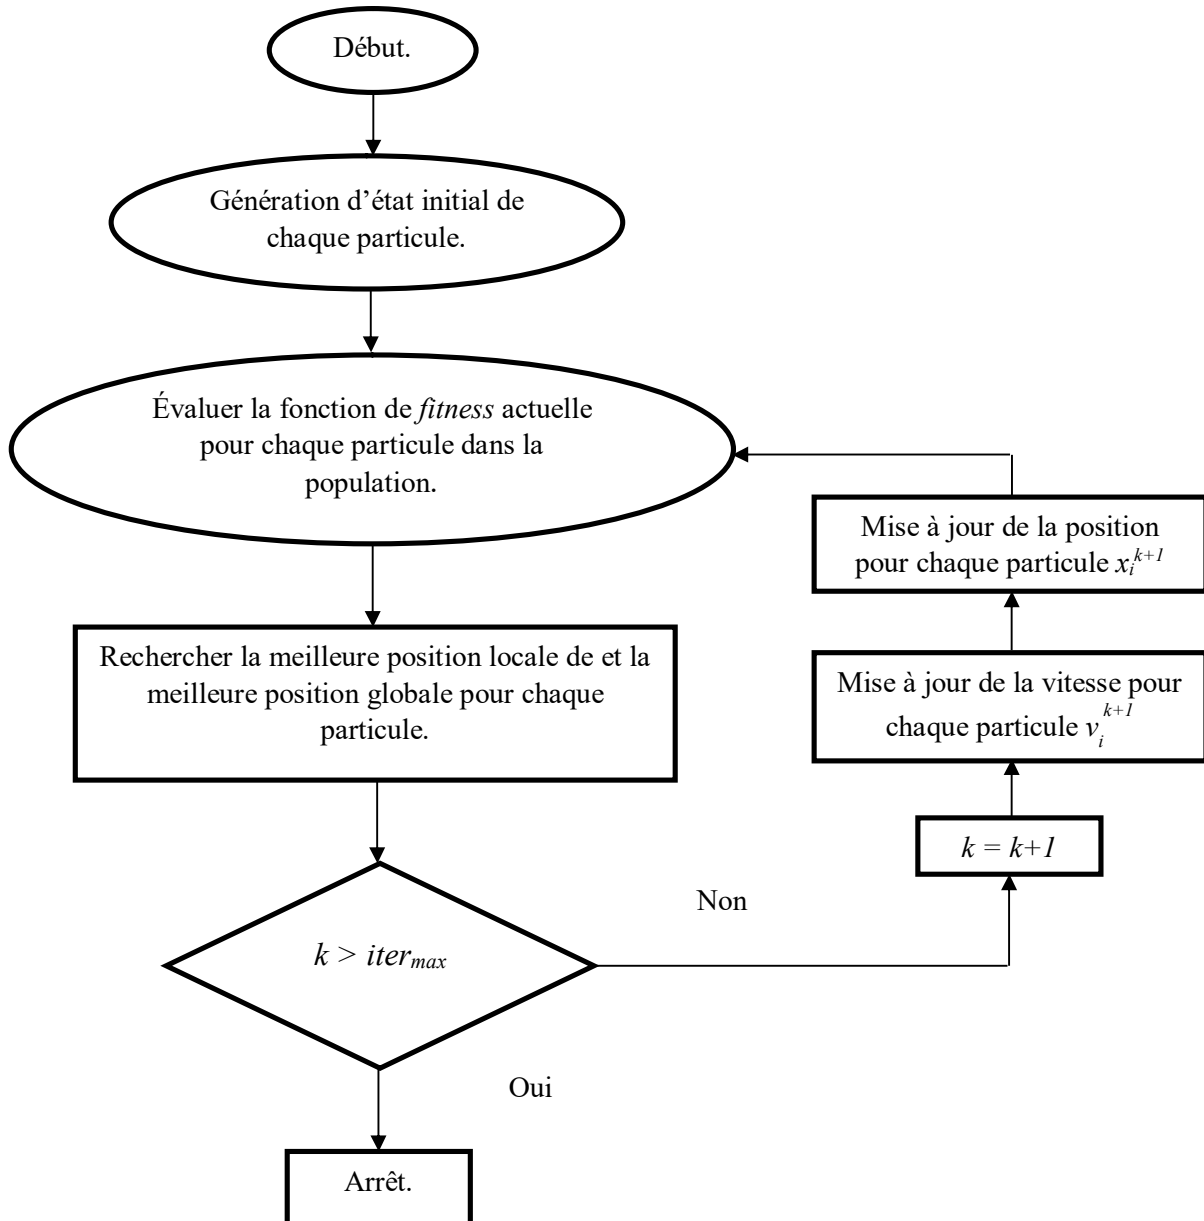 Début.
Génération d’état initial de
chaque particule.
Évaluer la fonction de fitness actuelle
pour chaque particule dans la
population.
Rechercher la meilleure position locale de et la
meilleure position globale pour chaque
particule.
k > iter_max
Non
k = k+1
Mise à jour de la vitesse pour
chaque particule v_i^{k+1}
Mise à jour de la position
pour chaque particule x_i^{k+1}
Oui
Arrêt.